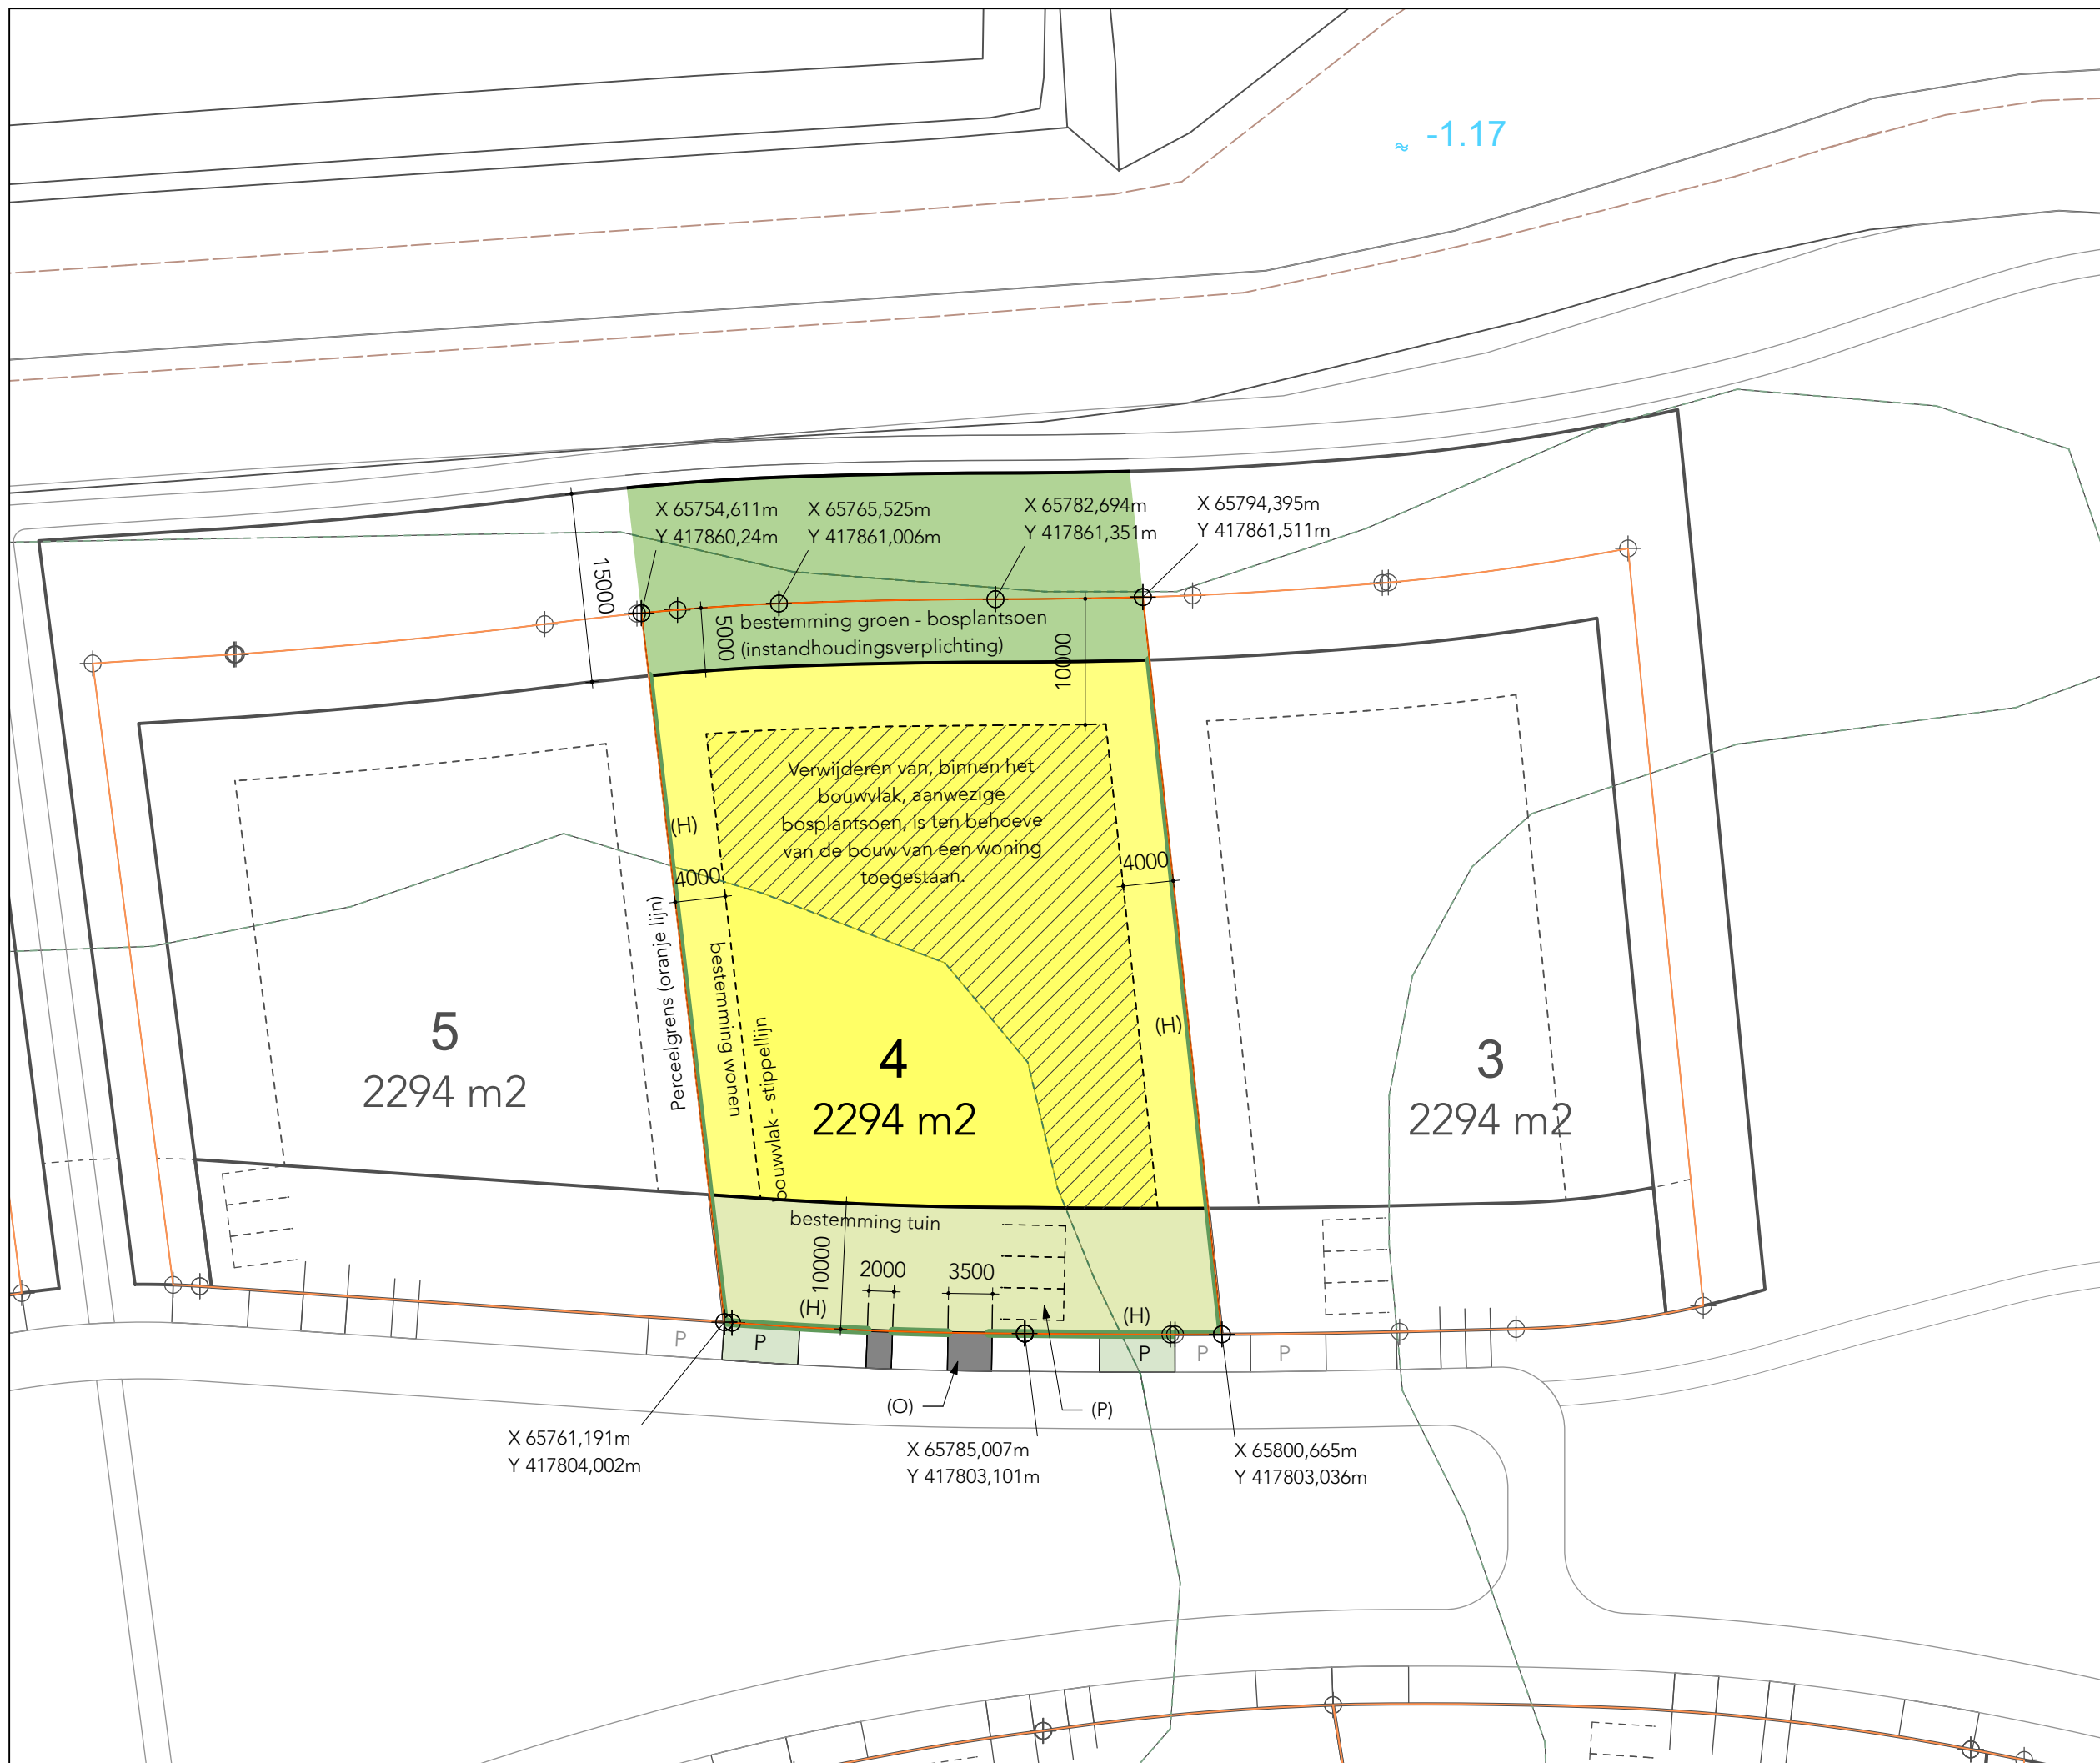 ≈ -1.17
X 65754,611m
Y 417860,24m
X 65765,525m
Y 417861,006m
X 65782,694m
Y 417861,351m
X 65794,395m
Y 417861,511m
15000
5000
bestemming groen - bosplantsoen
(instandhoudingsverplichting)
10000
Verwijderen van, binnen het
bouwvlak, aanwezige
bosplantsoen, is ten behoeve
van de bouw van een woning
toegestaan.
(H)
4000
4000
Perceelgrens (oranje lijn)
bestemming wonen
bouwvlak - stippellijn
(H)
5
2294 m2
4
2294 m2
3
2294 m2
bestemming tuin
10000
2000
3500
(H)
(H)
P
P
P
P
P
(O)
(P)
X 65761,191m
Y 417804,002m
X 65785,007m
Y 417803,101m
X 65800,665m
Y 417803,036m